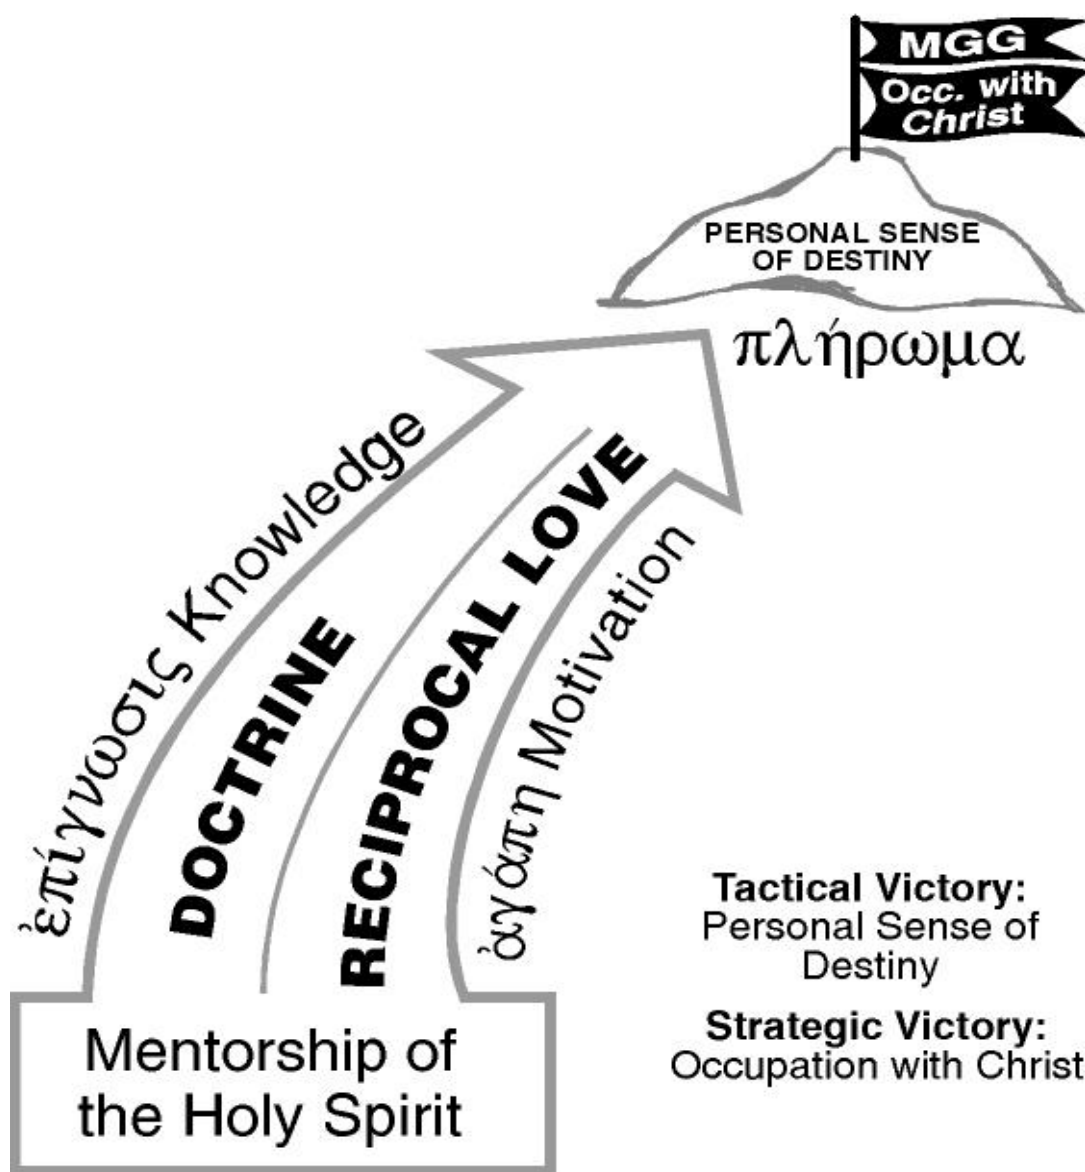 MGG
Occ. with
Christ
PERSONAL SENSE
OF DESTINY
πλήρωμα
ἐπίγνωσις Knowledge
DOCTRINE
RECIPROCAL LOVE
ἀγάπη Motivation
Tactical Victory:
Personal Sense of
Destiny
Strategic Victory:
Occupation with Christ
Mentorship of
the Holy Spirit